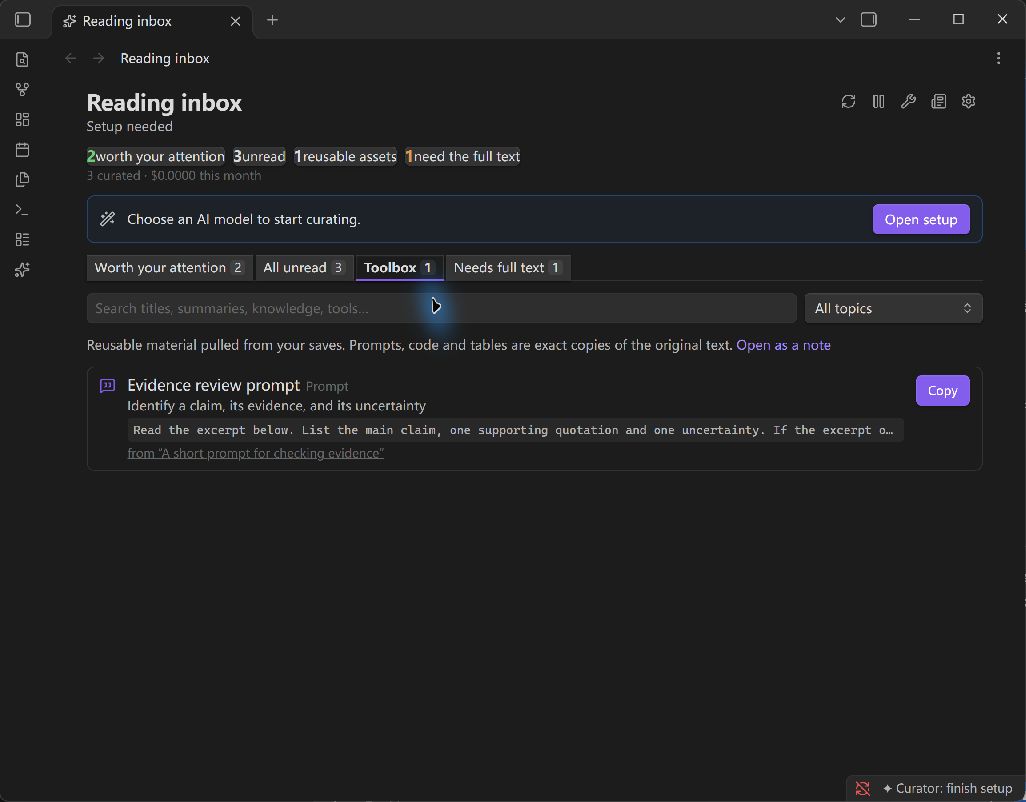 Reading inbox
Reading inbox
Reading inbox
Setup needed
2worth your attention 3unread 1reusable assets 1need the full text
3 curated · $0.0000 this month
Choose an AI model to start curating. Open setup
Worth your attention 2 All unread 3 Toolbox 1 Needs full text 1
Search titles, summaries, knowledge, tools... All topics
Reusable material pulled from your saves. Prompts, code and tables are exact copies of the original text. Open as a note
Evidence review prompt Prompt Copy
Identify a claim, its evidence, and its uncertainty
Read the excerpt below. List the main claim, one supporting quotation and one uncertainty. If the excerpt o…
from “A short prompt for checking evidence”
Curator: finish setup